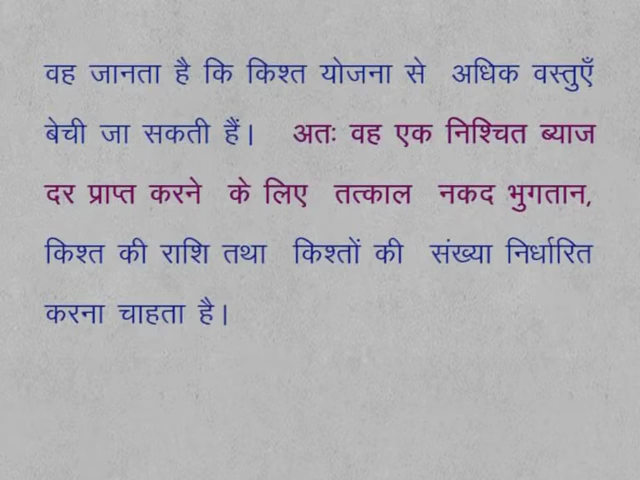 वह जानता है कि किश्त योजना से अधिक वस्तुएँ
बेची जा सकती हैं। अतः वह एक निश्चित ब्याज
दर प्राप्त करने के लिए तत्काल नकद भुगतान,
किश्त की राशि तथा किश्तों की संख्या निर्धारित
करना चाहता है।